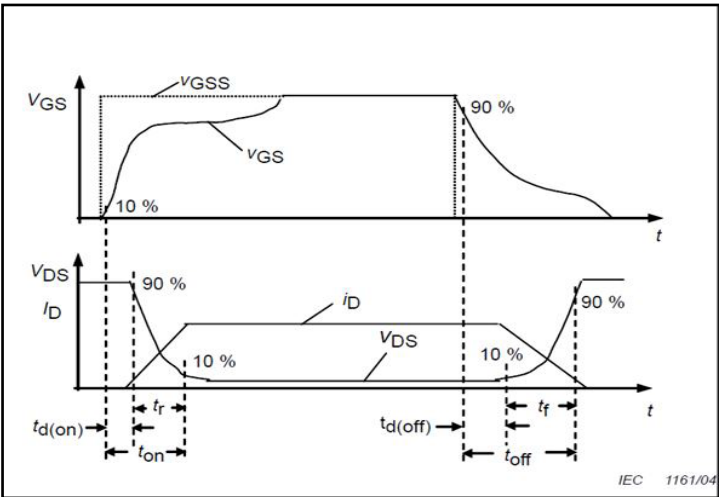 vGSS
VGS
90 %
vGS
10 %
t
VDS
90 %
ID
iD
90 %
vDS
10 %
10 %
tr
tf
t
td(on)
td(off)
ton
toff
IEC 1161/04